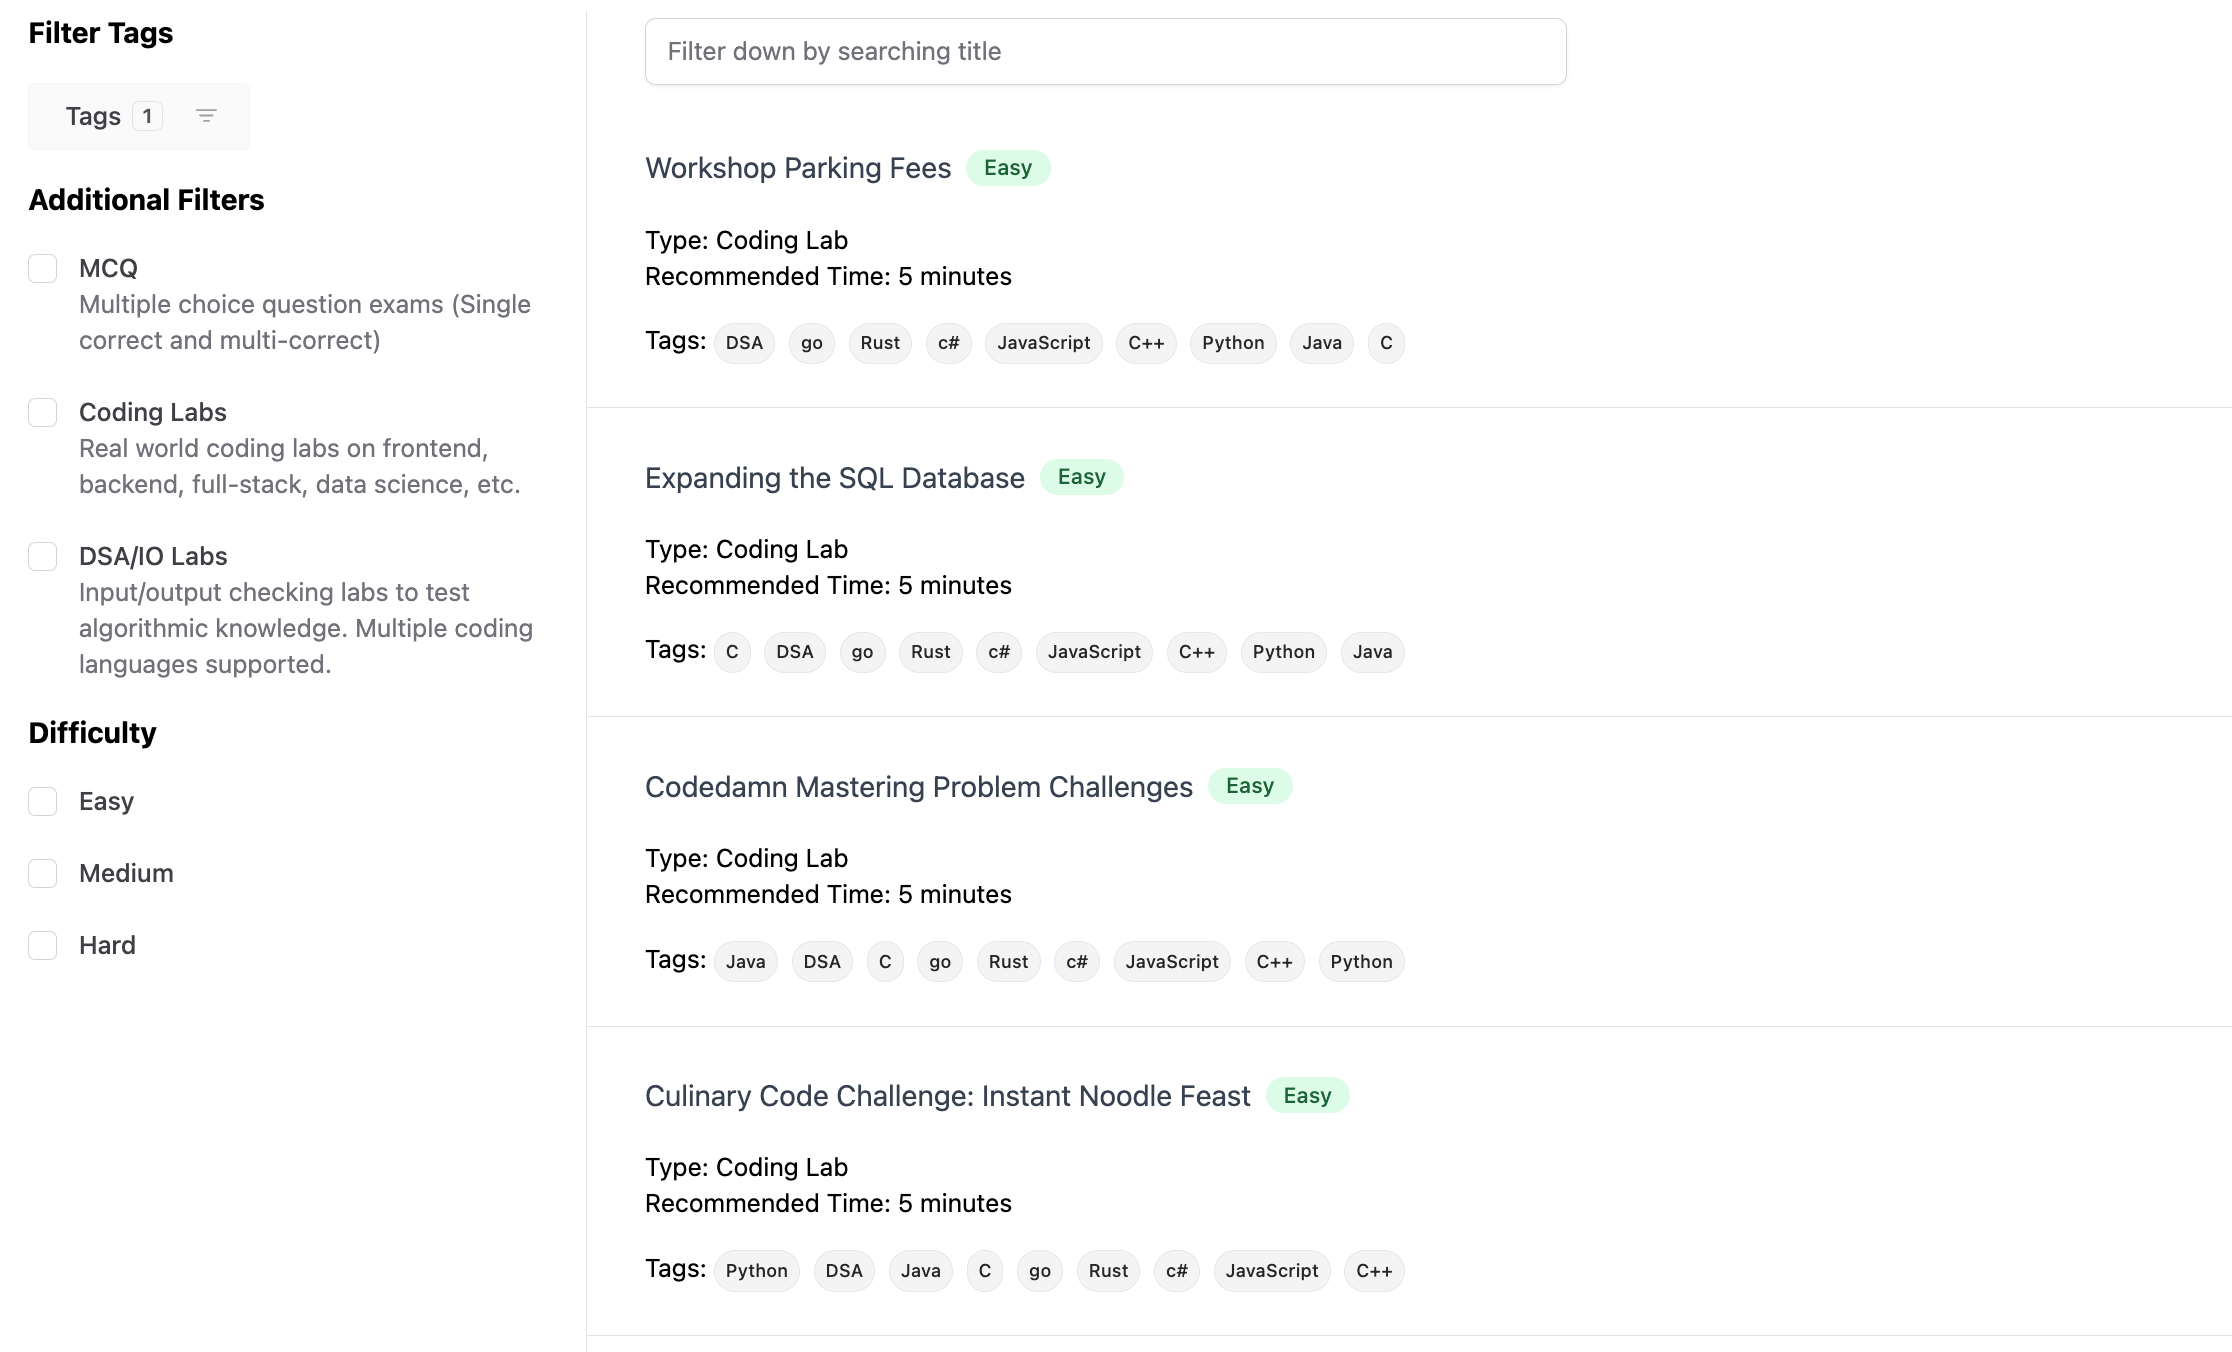 Filter Tags
Tags 1
Additional Filters
MCQ
Multiple choice question exams (Single
correct and multi-correct)
Coding Labs
Real world coding labs on frontend,
backend, full-stack, data science, etc.
DSA/IO Labs
Input/output checking labs to test
algorithmic knowledge. Multiple coding
languages supported.
Difficulty
Easy
Medium
Hard
Filter down by searching title
Workshop Parking Fees Easy
Type: Coding Lab
Recommended Time: 5 minutes
Tags: DSA go Rust c# JavaScript C++ Python Java C
Expanding the SQL Database Easy
Type: Coding Lab
Recommended Time: 5 minutes
Tags: C DSA go Rust c# JavaScript C++ Python Java
Codedamn Mastering Problem Challenges Easy
Type: Coding Lab
Recommended Time: 5 minutes
Tags: Java DSA C go Rust c# JavaScript C++ Python
Culinary Code Challenge: Instant Noodle Feast Easy
Type: Coding Lab
Recommended Time: 5 minutes
Tags: Python DSA Java C go Rust c# JavaScript C++